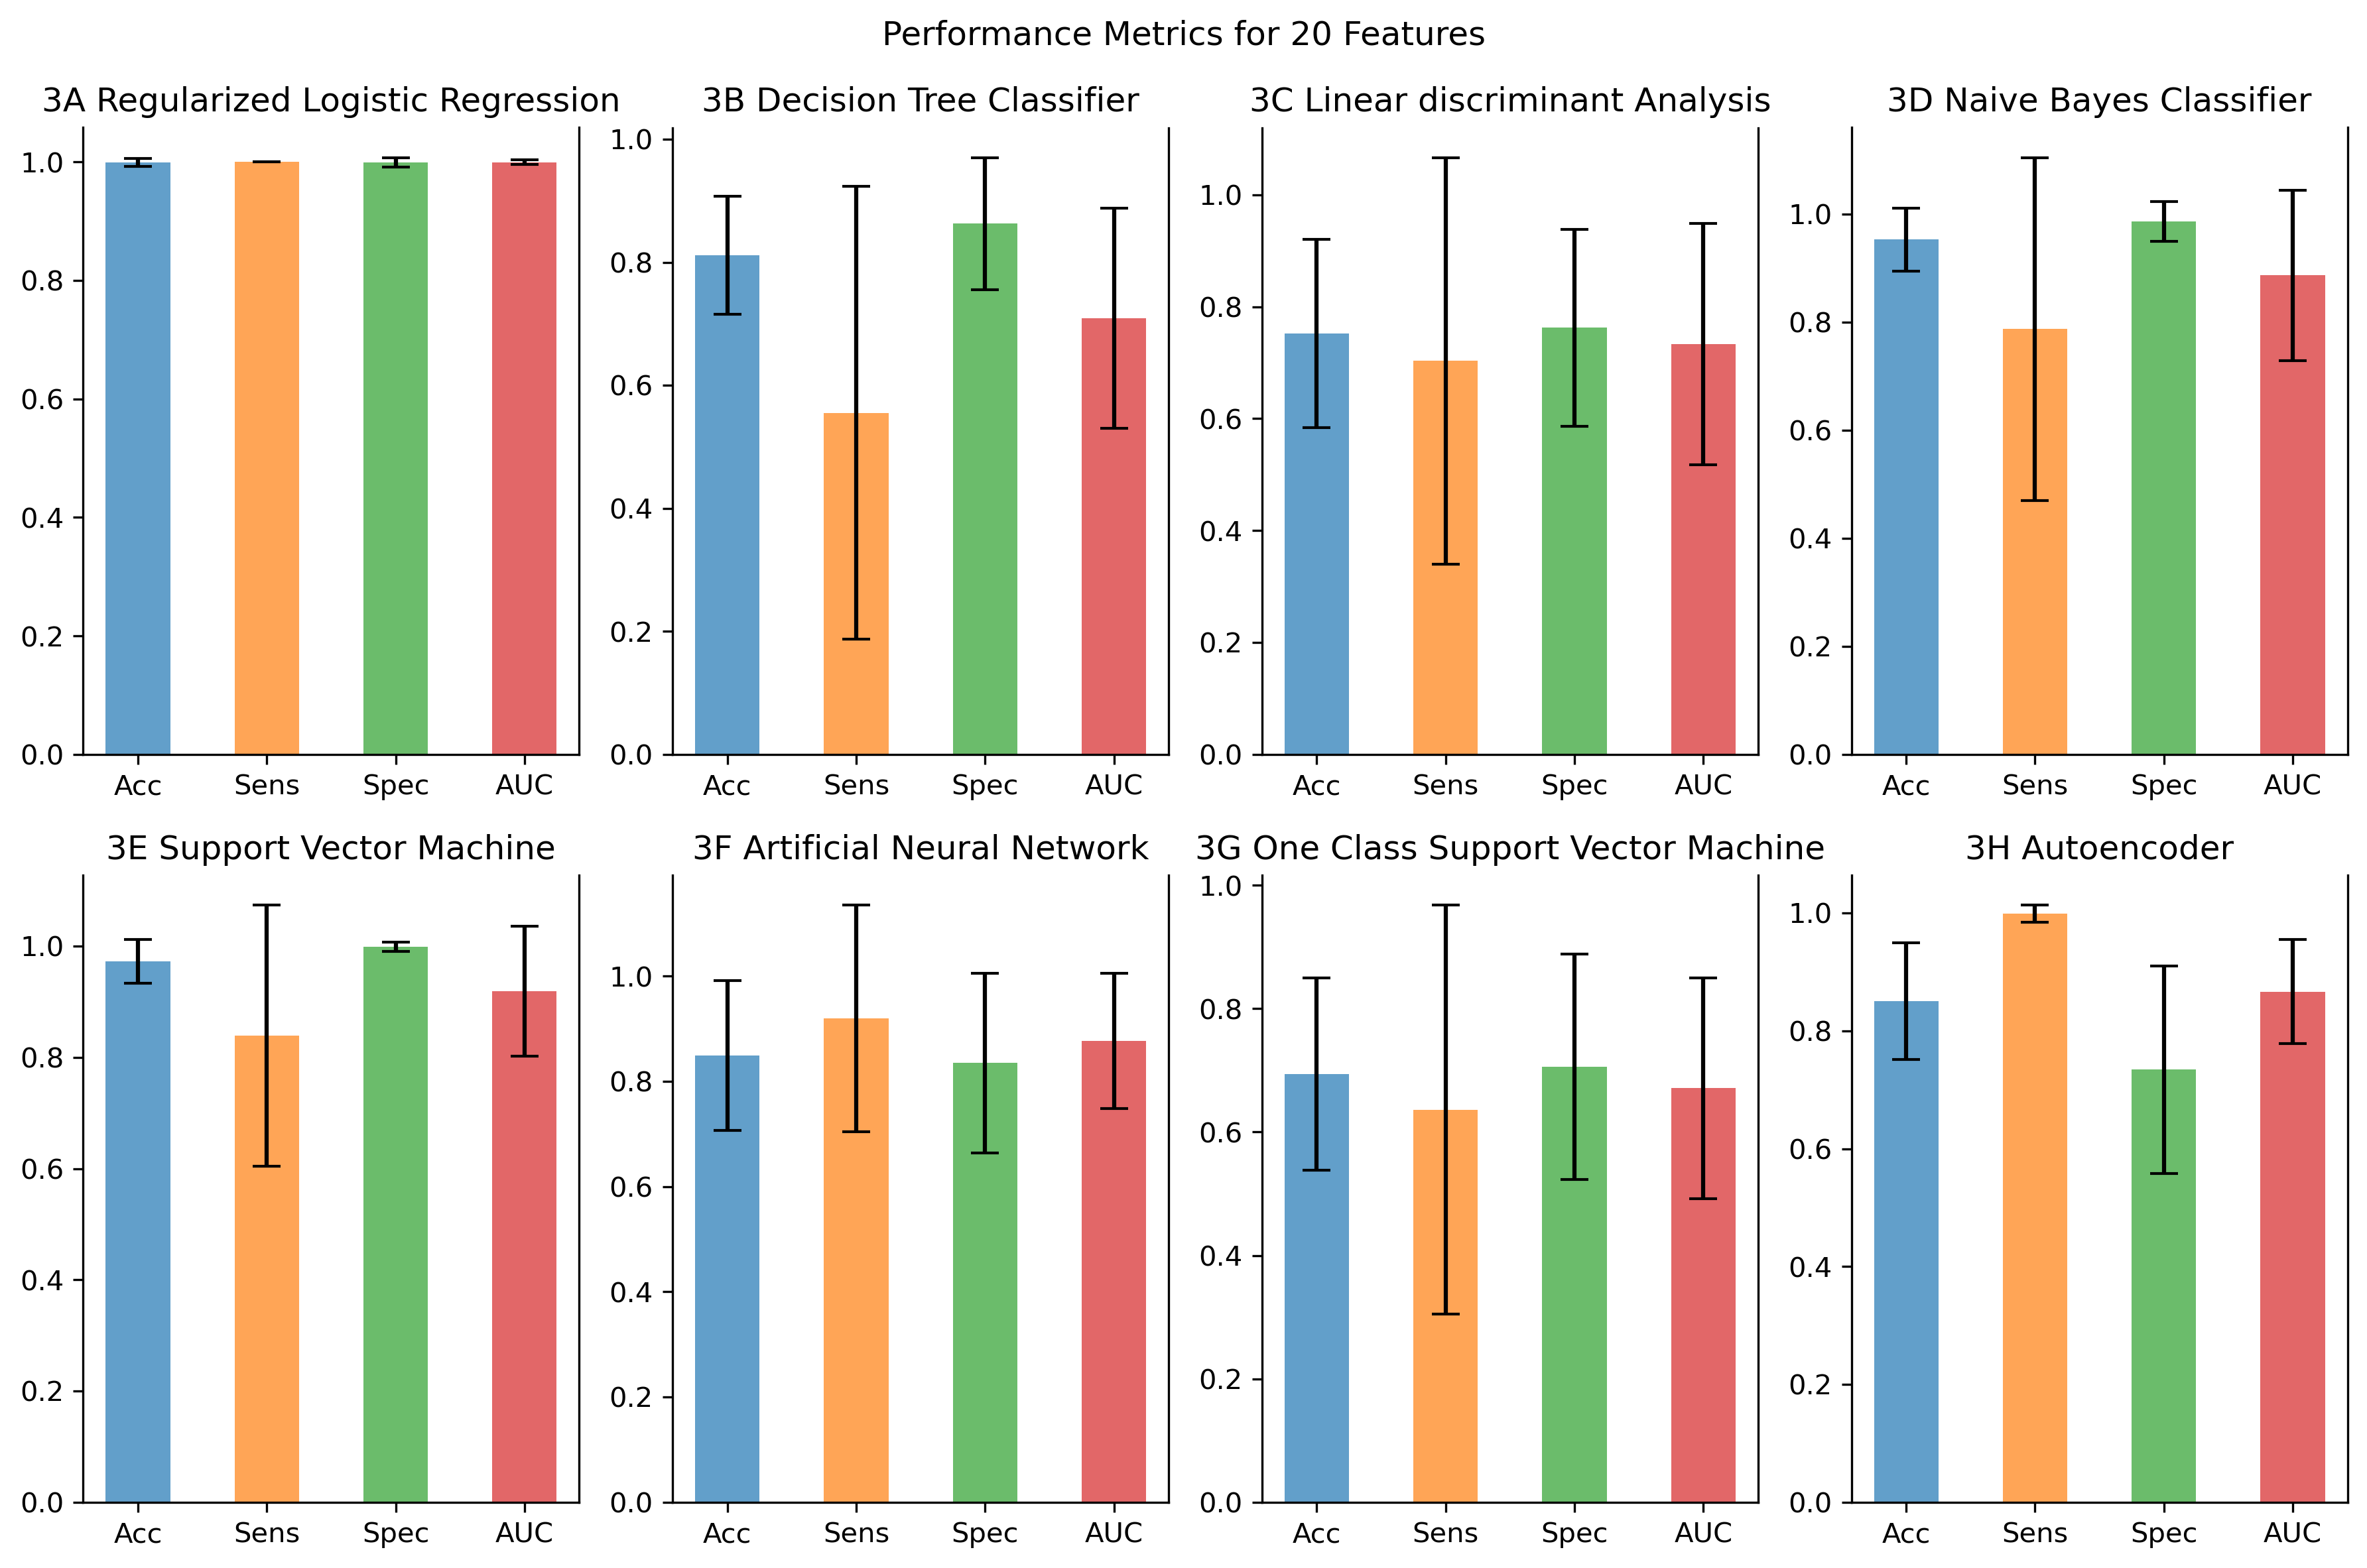 Performance Metrics for 20 Features
3A Regularized Logistic Regression
1.0
0.8
0.6
0.4
0.2
0.0
Acc Sens Spec AUC
3B Decision Tree Classifier
1.0
0.8
0.6
0.4
0.2
0.0
Acc Sens Spec AUC
3C Linear discriminant Analysis
1.0
0.8
0.6
0.4
0.2
0.0
Acc Sens Spec AUC
3D Naive Bayes Classifier
1.0
0.8
0.6
0.4
0.2
0.0
Acc Sens Spec AUC
3E Support Vector Machine
1.0
0.8
0.6
0.4
0.2
0.0
Acc Sens Spec AUC
3F Artificial Neural Network
1.0
0.8
0.6
0.4
0.2
0.0
Acc Sens Spec AUC
3G One Class Support Vector Machine
1.0
0.8
0.6
0.4
0.2
0.0
Acc Sens Spec AUC
3H Autoencoder
1.0
0.8
0.6
0.4
0.2
0.0
Acc Sens Spec AUC